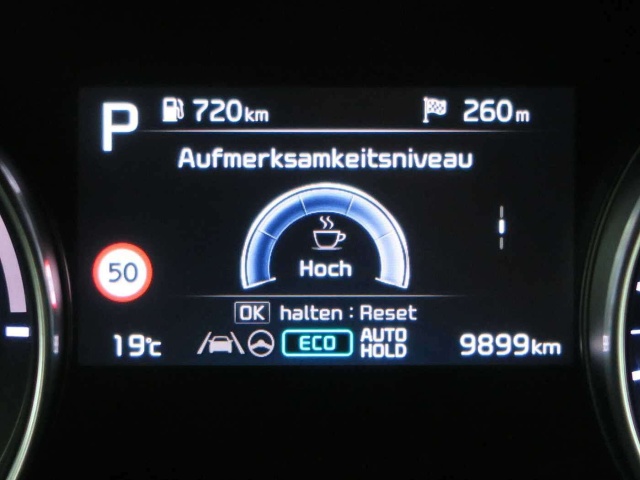 P 720km 260m
Aufmerksamkeitsniveau
Hoch
50
OK halten : Reset
19°c ECO AUTO HOLD 9899km